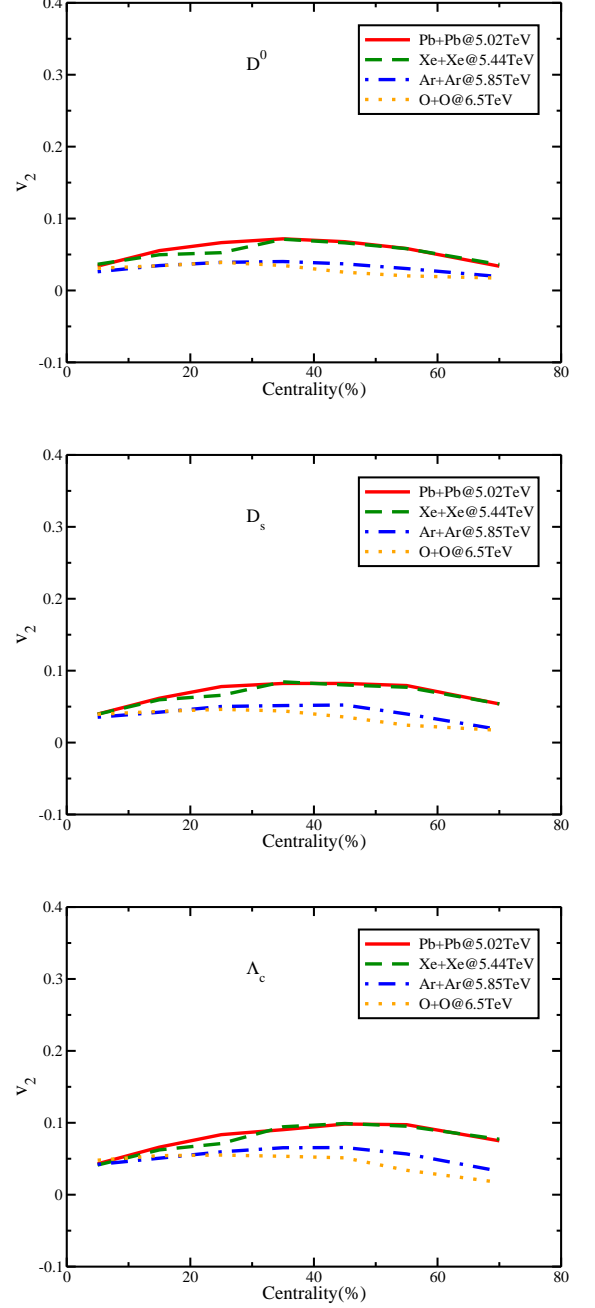 0.4
0.3
0.2
0.1
0
-0.1
v2
D0
Pb+Pb@5.02TeV
Xe+Xe@5.44TeV
Ar+Ar@5.85TeV
O+O@6.5TeV
0 20 40 60 80
Centrality(%)
0.4
0.3
0.2
0.1
0
-0.1
v2
Ds
Pb+Pb@5.02TeV
Xe+Xe@5.44TeV
Ar+Ar@5.85TeV
O+O@6.5TeV
0 20 40 60 80
Centrality(%)
0.4
0.3
0.2
0.1
0
-0.1
v2
Λc
Pb+Pb@5.02TeV
Xe+Xe@5.44TeV
Ar+Ar@5.85TeV
O+O@6.5TeV
0 20 40 60 80
Centrality(%)